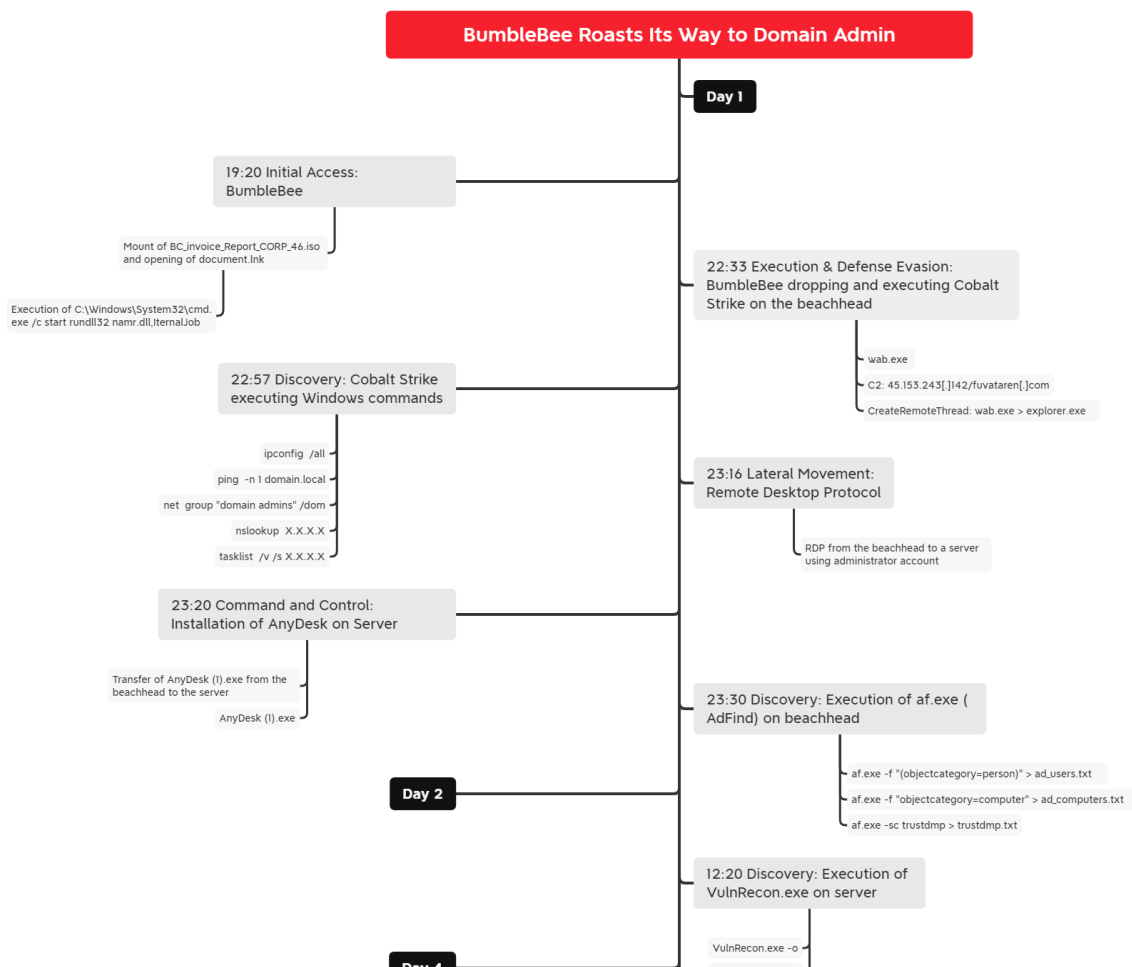 BumbleBee Roasts Its Way to Domain Admin
Day 1
19:20 Initial Access:
BumbleBee
Mount of BC_invoice_Report_CORP_46.iso
and opening of document.lnk
Execution of C:\Windows\System32\cmd.
exe /c start rundll32 namr.dll,IternalJob
22:33 Execution & Defense Evasion:
BumbleBee dropping and executing Cobalt
Strike on the beachhead
wab.exe
C2: 45.153.243[.]142/fuvataren[.]com
CreateRemoteThread: wab.exe > explorer.exe
22:57 Discovery: Cobalt Strike
executing Windows commands
ipconfig /all
ping -n 1 domain.local
net group "domain admins" /dom
nslookup X.X.X.X
tasklist /v /s X.X.X.X
23:16 Lateral Movement:
Remote Desktop Protocol
RDP from the beachhead to a server
using administrator account
23:20 Command and Control:
Installation of AnyDesk on Server
Transfer of AnyDesk (1).exe from the
beachhead to the server
AnyDesk (1).exe
23:30 Discovery: Execution of af.exe (
AdFind) on beachhead
af.exe -f "(objectcategory=person)" > ad_users.txt
af.exe -f "objectcategory=computer" > ad_computers.txt
af.exe -sc trustdmp > trustdmp.txt
Day 2
12:20 Discovery: Execution of
VulnRecon.exe on server
VulnRecon.exe -o
Day 4